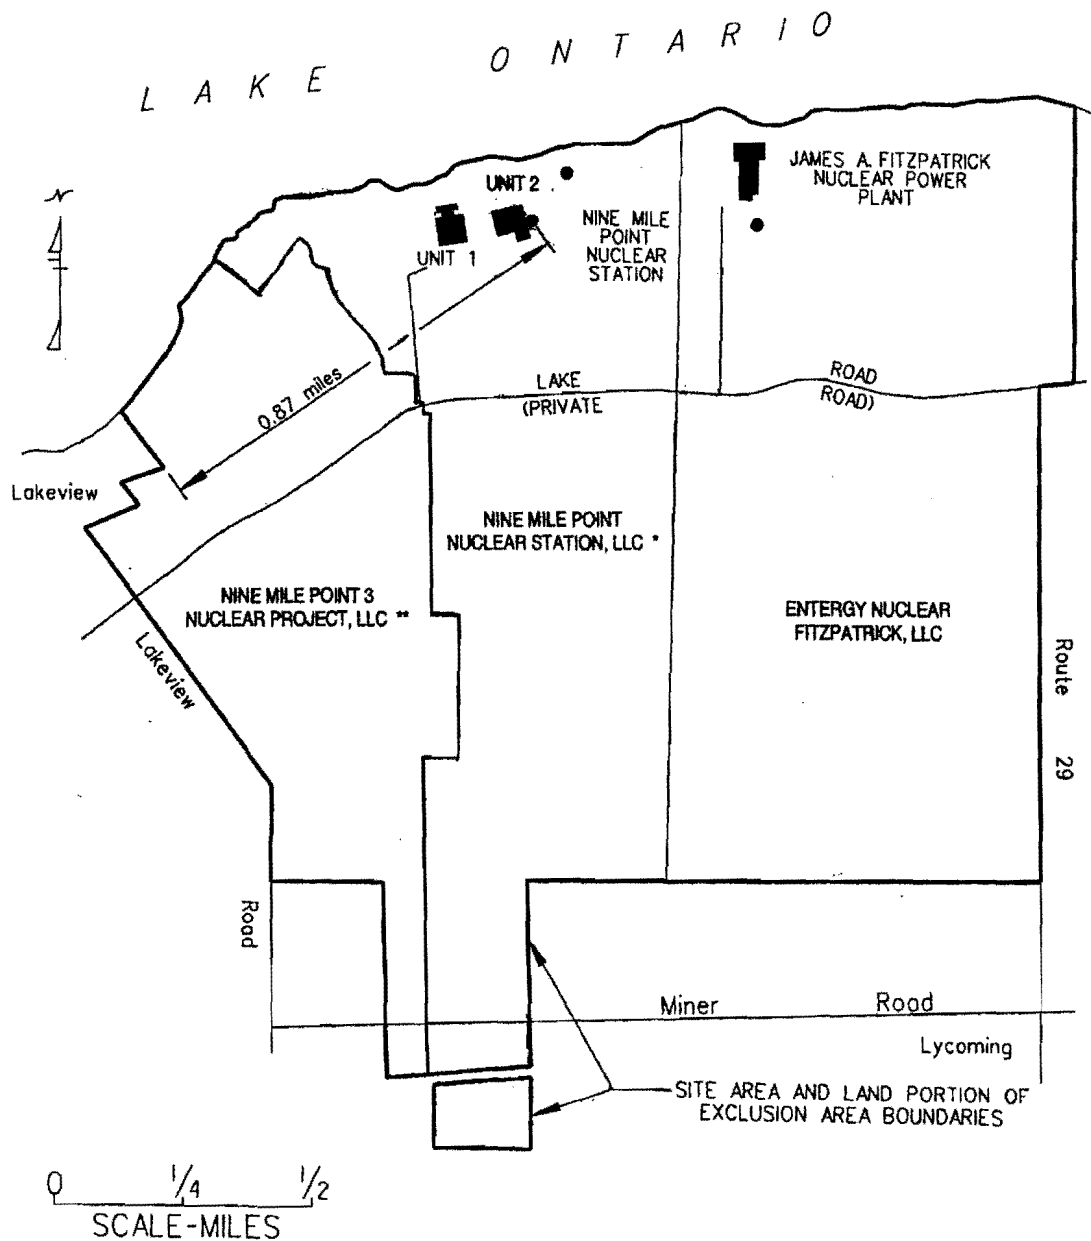 LAKE ONTARIO
N
JAMES A. FITZPATRICK
NUCLEAR POWER
PLANT
UNIT 2
NINE MILE
POINT
NUCLEAR
STATION
UNIT 1
0.87 miles
LAKE ROAD
(PRIVATE ROAD)
Lakeview
NINE MILE POINT
NUCLEAR STATION, LLC *
NINE MILE POINT 3
NUCLEAR PROJECT, LLC **
ENTERGY NUCLEAR
FITZPATRICK, LLC
Lakeview
Road
Route 29
Miner Road
Lycoming
SITE AREA AND LAND PORTION OF
EXCLUSION AREA BOUNDARIES
0 1/4 1/2
SCALE-MILES